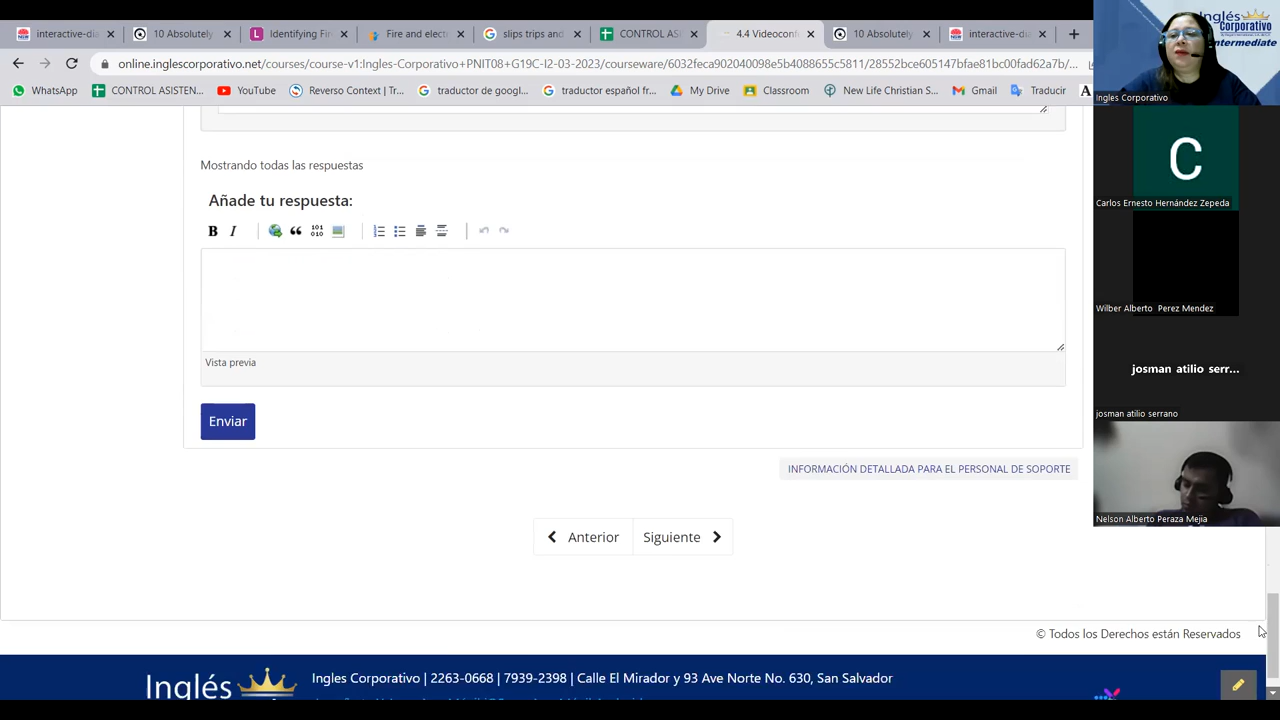 interactive-di
10 Absolutely
Identifying Fir
Fire and elect
slips trips and
CONTROL ASI
4.4 Videoconf
10 Absolutely
interactive-di
online.inglescorporativo.net/courses/course-v1:Ingles-Corporativo+PNI01+G19C-I2-03-2023/courseware/6032feca902040098e5b4088655c5811/28552bce605147bfae81bc00fad62a7b/...
WhatsApp
CONTROL ASISTEN...
YouTube
Reverso Context | Tr...
traductor de googl...
traductor español fr...
My Drive
Classroom
New Life Christian S...
Gmail
Traducir
Inglés
Corporativo
Intermediate
Ingles Corporativo
C
Carlos Ernesto Hernández Zepeda
Wilber Alberto Perez Mendez
josman atilio serr...
josman atilio serrano
Nelson Alberto Peraza Mejia
Mostrando todas las respuestas
Añade tu respuesta:
Vista previa
Enviar
INFORMACIÓN DETALLADA PARA EL PERSONAL DE SOPORTE
Anterior
Siguiente
© Todos los Derechos están Reservados
Inglés
Ingles Corporativo | 2263-0668 | 7939-2398 | Calle El Mirador y 93 Ave Norte No. 630, San Salvador